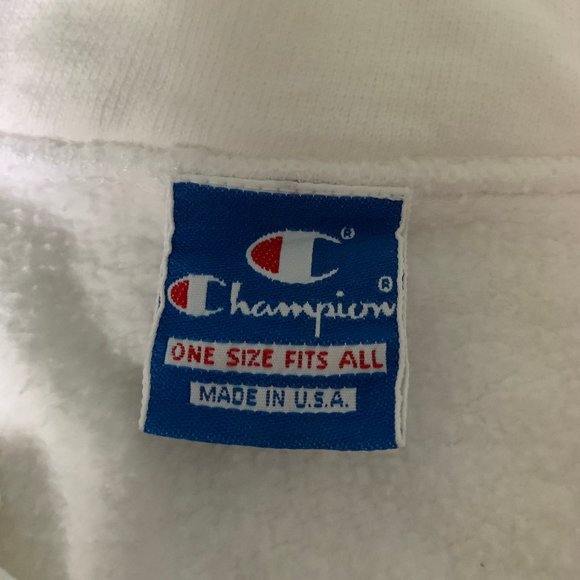 C®
Champion®
ONE SIZE FITS ALL
MADE IN U.S.A.